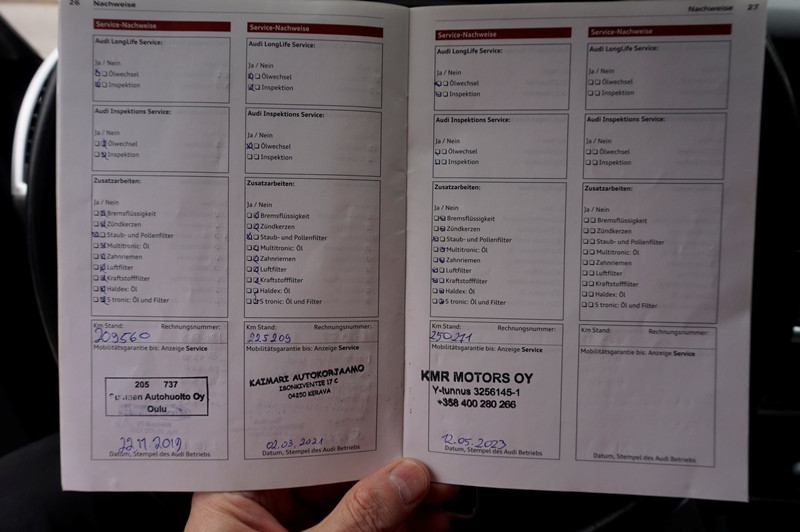 26 Nachweise
Service-Nachweise
Audi LongLife Service:
Ja / Nein
Ölwechsel
Inspektion
Audi Inspektions Service:
Ja / Nein
Ölwechsel
Inspektion
Zusatzarbeiten:
Ja / Nein
Bremsflüssigkeit
Zündkerzen
Staub- und Pollenfilter
Multitronic: Öl
Zahnriemen
Luftfilter
Kraftstofffilter
Haldex: Öl
S tronic: Öl und Filter
Km Stand: Rechnungsnummer:
209560
Mobilitätsgarantie bis: Anzeige Service
205 737
Autohuolto Oy
Oulu
22.11.2019
Datum, Stempel des Audi Betriebs
Service-Nachweise
Audi LongLife Service:
Ja / Nein
Ölwechsel
Inspektion
Audi Inspektions Service:
Ja / Nein
Ölwechsel
Inspektion
Zusatzarbeiten:
Ja / Nein
Bremsflüssigkeit
Zündkerzen
Staub- und Pollenfilter
Multitronic: Öl
Zahnriemen
Luftfilter
Kraftstofffilter
Haldex: Öl
S tronic: Öl und Filter
Km Stand: Rechnungsnummer:
225209
Mobilitätsgarantie bis: Anzeige Service
KAIMARI AUTOKORJAAMO
ISONKIVENTIE 17 C
04250 KERAVA
02.03.2021
Datum, Stempel des Audi Betriebs
Nachweise 27
Service-Nachweise
Audi LongLife Service:
Ja / Nein
Ölwechsel
Inspektion
Audi Inspektions Service:
Ja / Nein
Ölwechsel
Inspektion
Zusatzarbeiten:
Ja / Nein
Bremsflüssigkeit
Zündkerzen
Staub- und Pollenfilter
Multitronic: Öl
Zahnriemen
Luftfilter
Kraftstofffilter
Haldex: Öl
S tronic: Öl und Filter
Km Stand: Rechnungsnummer:
250271
Mobilitätsgarantie bis: Anzeige Service
KMR MOTORS OY
Y-tunnus 3256145-1
+358 400 280 266
12.05.2023
Datum, Stempel des Audi Betriebs
Service-Nachweise
Audi LongLife Service:
Ja / Nein
Ölwechsel
Inspektion
Audi Inspektions Service:
Ja / Nein
Ölwechsel
Inspektion
Zusatzarbeiten:
Ja / Nein
Bremsflüssigkeit
Zündkerzen
Staub- und Pollenfilter
Multitronic: Öl
Zahnriemen
Luftfilter
Kraftstofffilter
Haldex: Öl
S tronic: Öl und Filter
Km Stand: Rechnungsnummer:
Mobilitätsgarantie bis: Anzeige Service
Datum, Stempel des Audi Betriebs